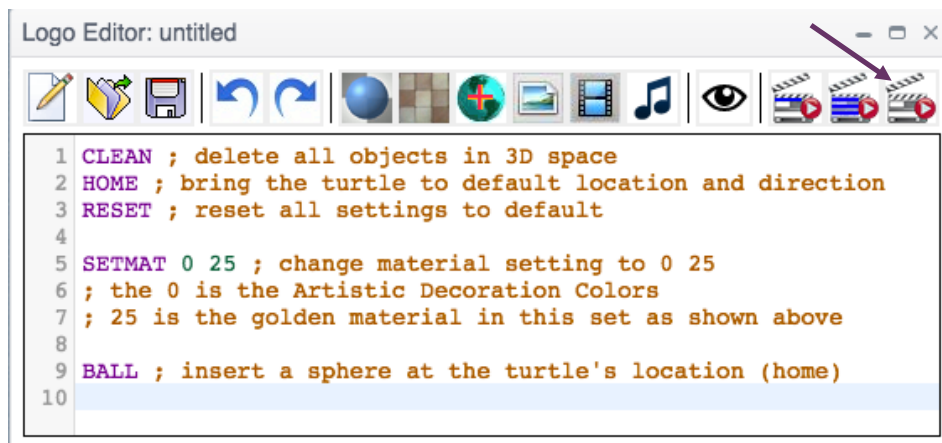 Logo Editor: untitled
1 CLEAN ; delete all objects in 3D space
2 HOME ; bring the turtle to default location and direction
3 RESET ; reset all settings to default
4
5 SETMAT 0 25 ; change material setting to 0 25
6 ; the 0 is the Artistic Decoration Colors
7 ; 25 is the golden material in this set as shown above
8
9 BALL ; insert a sphere at the turtle's location (home)
10